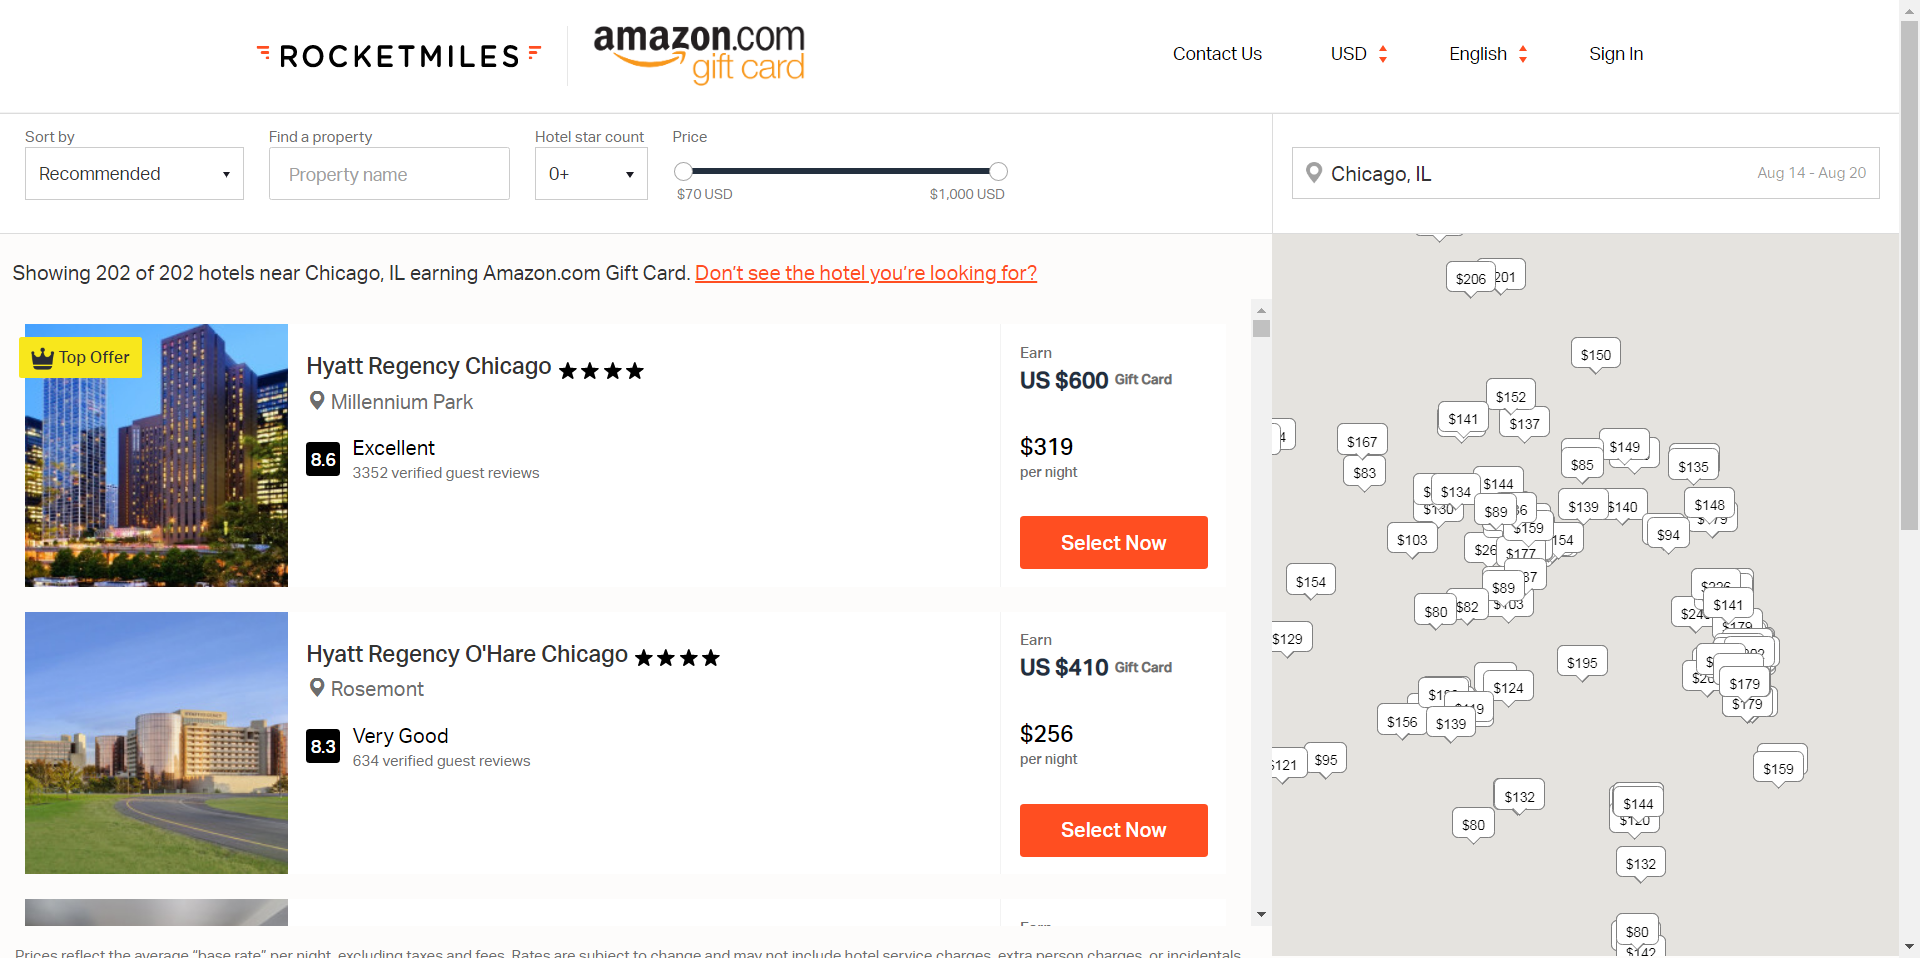 ROCKETMILES
amazon.com
gift card
Contact Us
USD
English
Sign In
Sort by
Recommended
Find a property
Property name
Hotel star count
0+
Price
$70 USD
$1,000 USD
Chicago, IL
Aug 14 - Aug 20
Showing 202 of 202 hotels near Chicago, IL earning Amazon.com Gift Card. Don’t see the hotel you’re looking for?
Top Offer
Hyatt Regency Chicago
Millennium Park
8.6
Excellent
3352 verified guest reviews
Earn
US $600 Gift Card
$319
per night
Select Now
Hyatt Regency O'Hare Chicago
Rosemont
8.3
Very Good
634 verified guest reviews
Earn
US $410 Gift Card
$256
per night
Select Now
Prices reflect the average “base rate” per night, excluding taxes and fees. Rates are subject to change and may not include hotel service charges, extra person charges, or incidentals
$206
201
$150
$152
$141
$137
$167
$83
$149
$85
$135
$144
$134
$130
$89
$139
$140
$148
$179
$159
$94
$103
154
$26
$177
$154
$89
$80
$82
$103
$226
$141
$24
$179
$129
$195
$124
$179
$179
$156
$139
121
$95
$159
$132
$80
$144
$120
$132
$80
$142